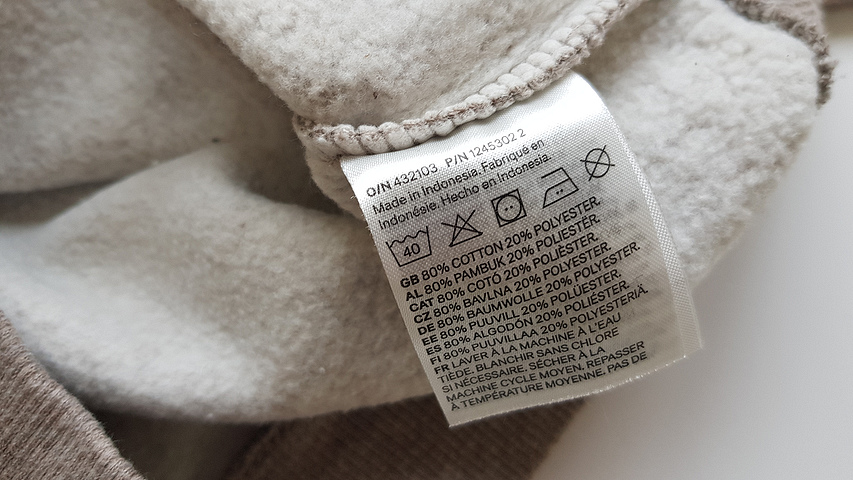 O/N 432103 P/N 1245302 2
Made in Indonesia. Fabriqué en
Indonésie. Hecho en Indonesia.
40
GB 80% COTTON 20% POLYESTER.
AL 80% PAMBUK 20% POLIESTËR.
CAT 80% COTÓ 20% POLIÈSTER.
CZ 80% BAVLNA 20% POLYESTER.
DE 80% BAUMWOLLE 20% POLYESTER.
EE 80% PUUVILL 20% POLÜESTER.
ES 80% ALGODÓN 20% POLIÉSTER.
FI 80% PUUVILLAA 20% POLYESTERIÄ.
FR LAVER À LA MACHINE À L'EAU
TIÈDE. BLANCHIR SANS CHLORE
SI NÉCESSAIRE. SÉCHER À LA
MACHINE CYCLE MOYEN. REPASSER
À TEMPÉRATURE MOYENNE. PAS DE